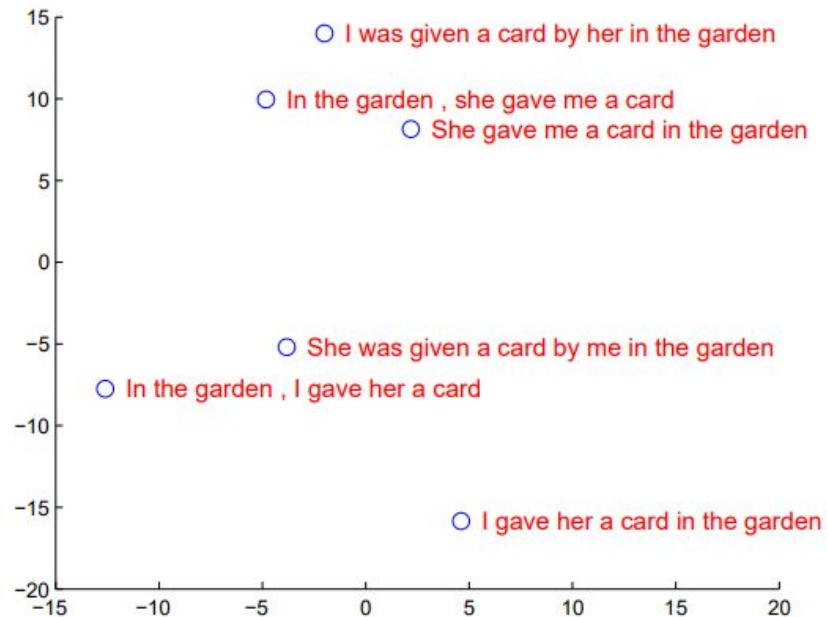 15
I was given a card by her in the garden
10
In the garden , she gave me a card
She gave me a card in the garden
5
0
−5
She was given a card by me in the garden
In the garden , I gave her a card
−10
−15
I gave her a card in the garden
−20
−15 −10 −5 0 5 10 15 20